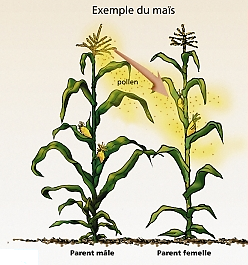 Exemple du maïs
pollen
Parent mâle
Parent femelle